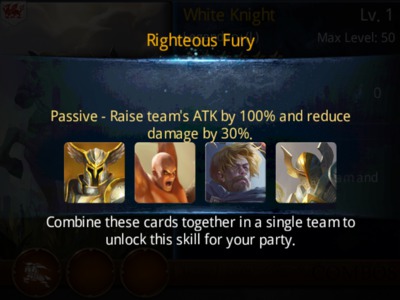 White Knight
Lv. 1
Righteous Fury
Max Level: 50
0
Passive - Raise team's ATK by 100% and reduce
damage by 30%.
Combine these cards together in a single team to
unlock this skill for your party.